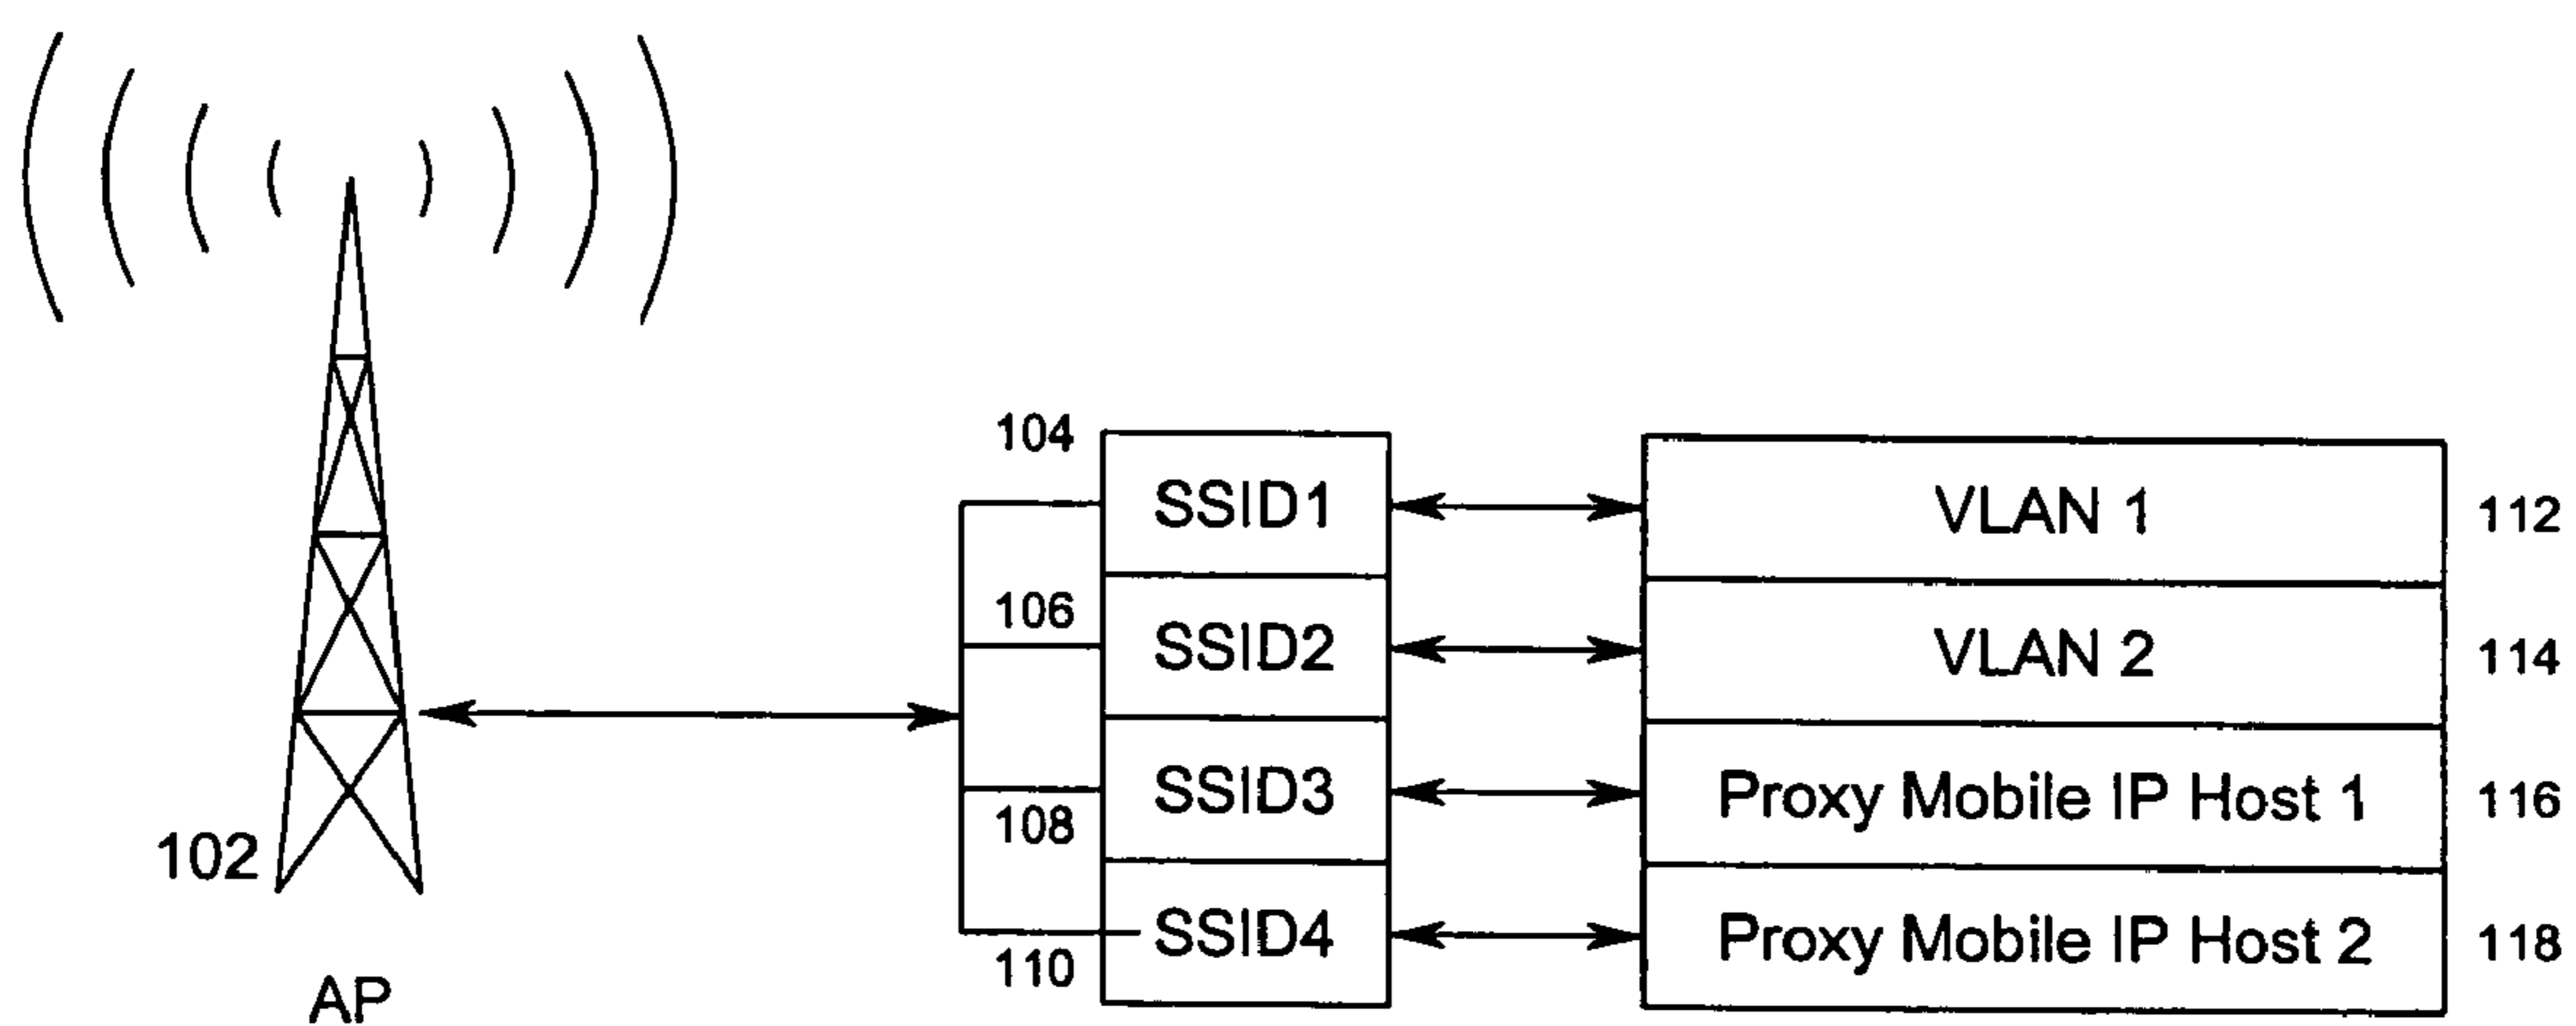 104
SSID1
VLAN 1
112
106
SSID2
VLAN 2
114
SSID3
Proxy Mobile IP Host 1
116
108
102
SSID4
Proxy Mobile IP Host 2
118
110
AP